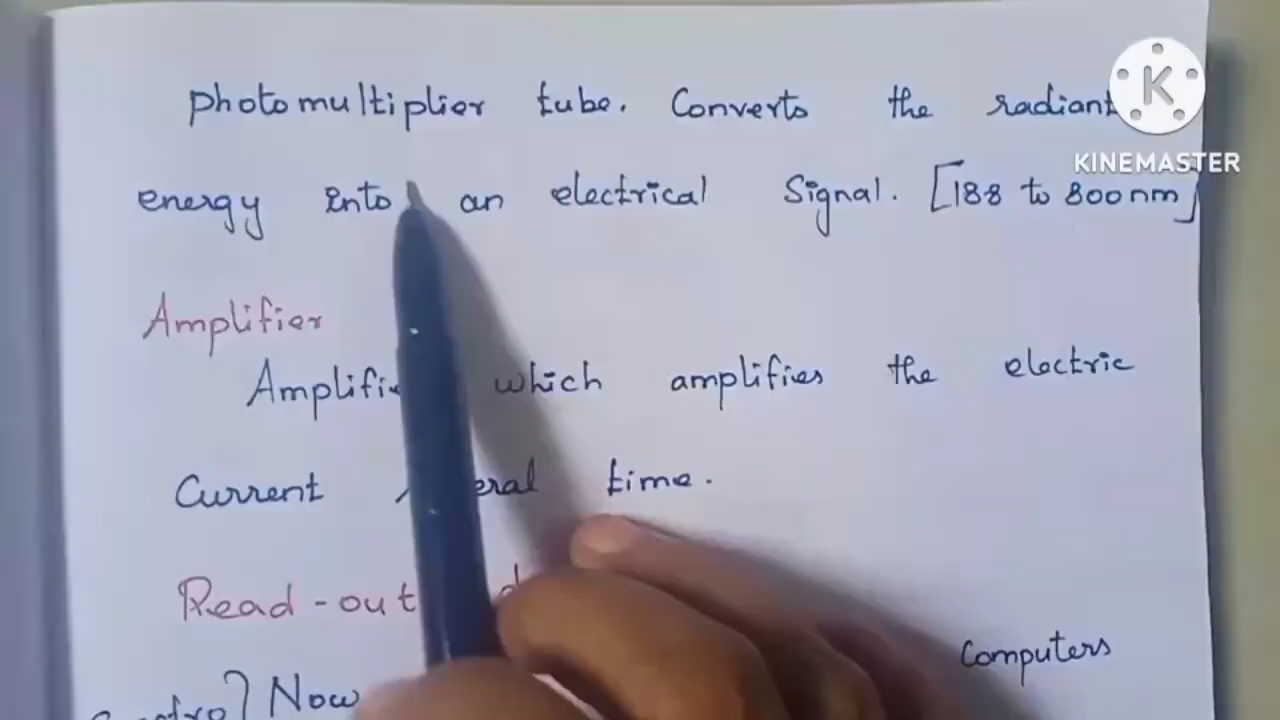 photomultiplier tube. Converts the radiant
KINEMASTER
energy into an electrical Signal. [188 to 800nm]
Amplifier
which amplifies the electric
Current time.
Read-out
Computers
Now